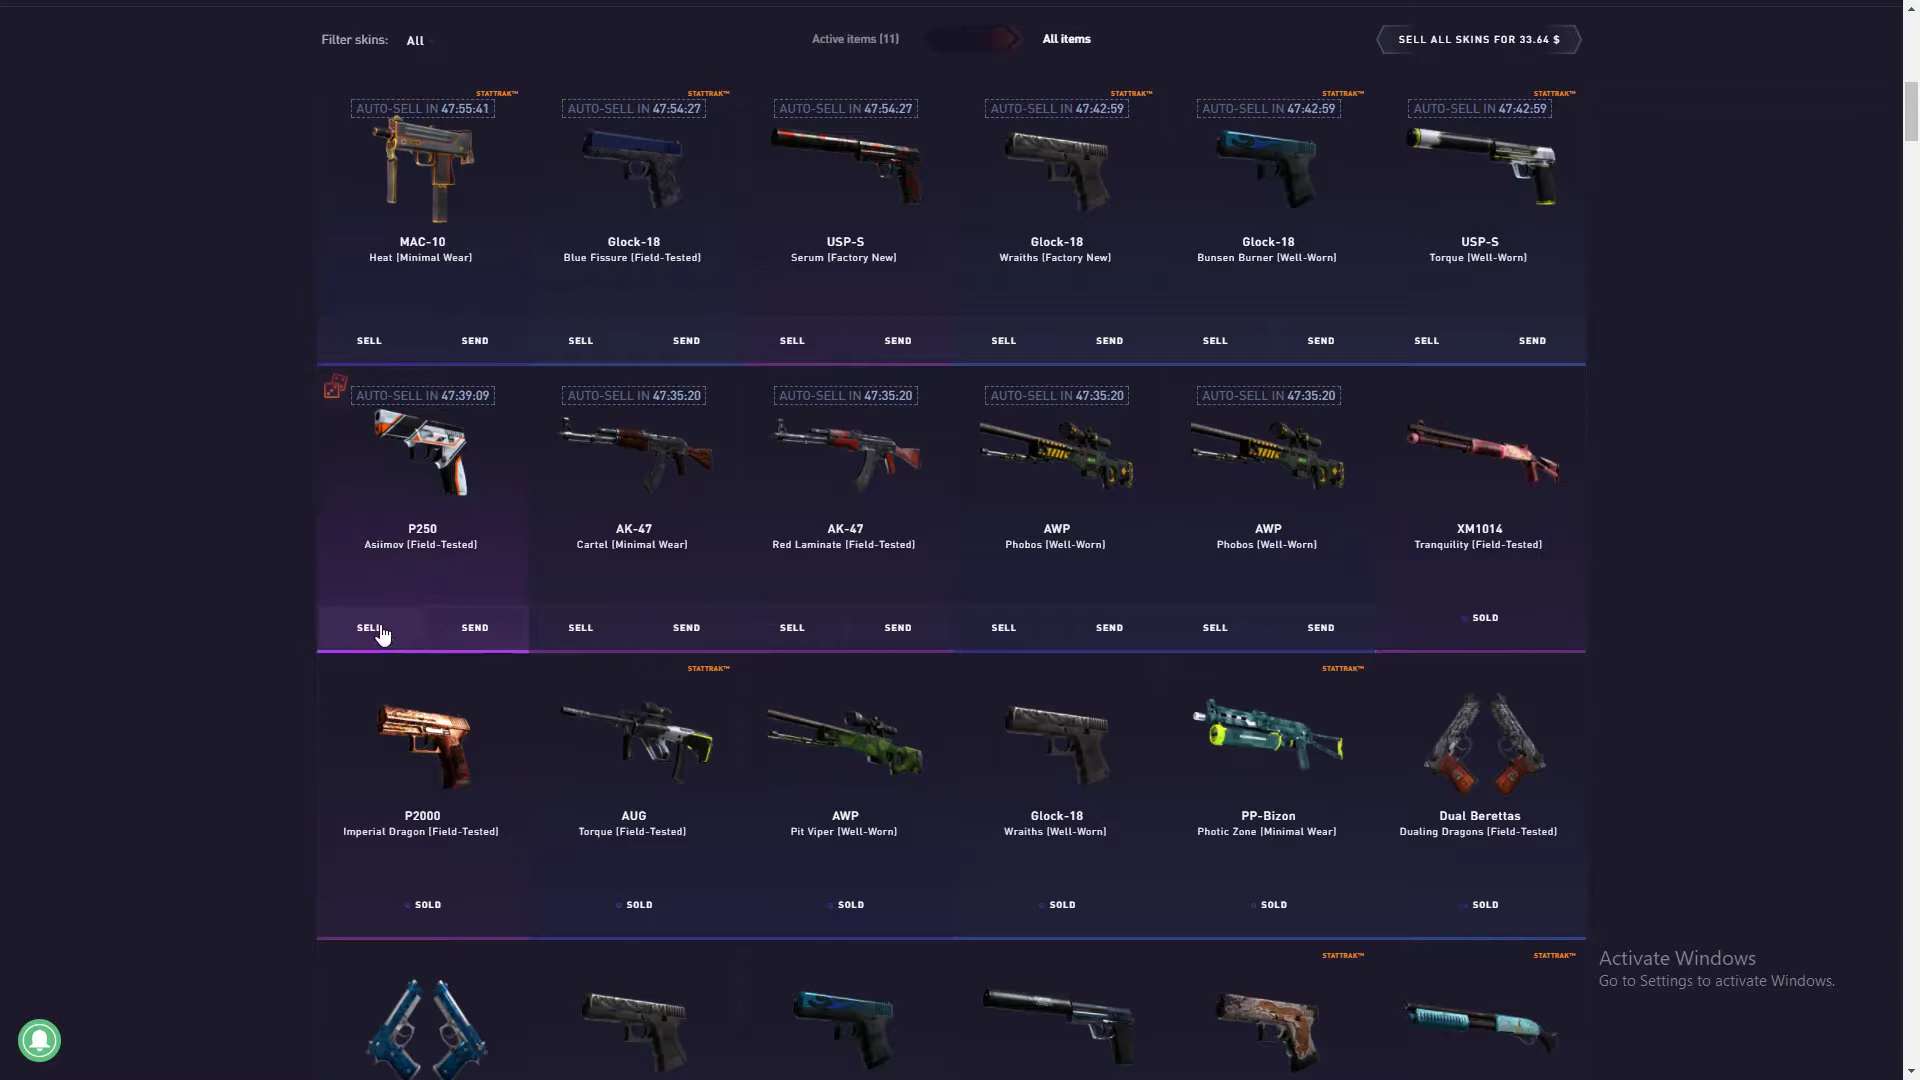 Filter skins: All
Active items (11)
All items
SELL ALL SKINS FOR 33.64 $
STATTRAK™ STATTRAK™ STATTRAK™ STATTRAK™ STATTRAK™
AUTO-SELL IN 47:55:41 AUTO-SELL IN 47:54:27 AUTO-SELL IN 47:54:27 AUTO-SELL IN 47:42:59 AUTO-SELL IN 47:42:59 AUTO-SELL IN 47:42:59
MAC-10 Glock-18 USP-S Glock-18 Glock-18 USP-S
Heat (Minimal Wear) Blue Fissure (Field-Tested) Serum (Factory New) Wraiths (Factory New) Bunsen Burner (Well-Worn) Torque (Well-Worn)
SELL SEND SELL SEND SELL SEND SELL SEND SELL SEND SELL SEND
AUTO-SELL IN 47:39:09 AUTO-SELL IN 47:35:20 AUTO-SELL IN 47:35:20 AUTO-SELL IN 47:35:20 AUTO-SELL IN 47:35:20
P250 AK-47 AK-47 AWP AWP XM1014
Asiimov (Field-Tested) Cartel (Minimal Wear) Red Laminate (Field-Tested) Phobos (Well-Worn) Phobos (Well-Worn) Tranquility (Field-Tested)
SELL SEND SELL SEND SELL SEND SELL SEND SELL SEND SOLD
STATTRAK™ STATTRAK™
P2000 AUG AWP Glock-18 PP-Bizon Dual Berettas
Imperial Dragon (Field-Tested) Torque (Field-Tested) Pit Viper (Well-Worn) Wraiths (Well-Worn) Photic Zone (Minimal Wear) Dualing Dragons (Field-Tested)
SOLD SOLD SOLD SOLD SOLD SOLD
STATTRAK™ STATTRAK™
Activate Windows
Go to Settings to activate Windows.